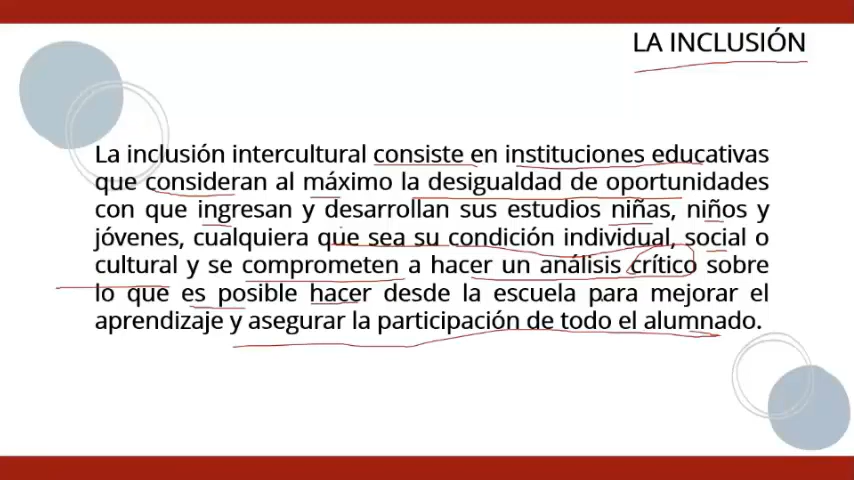 LA INCLUSIÓN
La inclusión intercultural consiste en instituciones educativas
que consideran al máximo la desigualdad de oportunidades
con que ingresan y desarrollan sus estudios niñas, niños y
jóvenes, cualquiera que sea su condición individual, social o
cultural y se comprometen a hacer un análisis crítico sobre
lo que es posible hacer desde la escuela para mejorar el
aprendizaje y asegurar la participación de todo el alumnado.